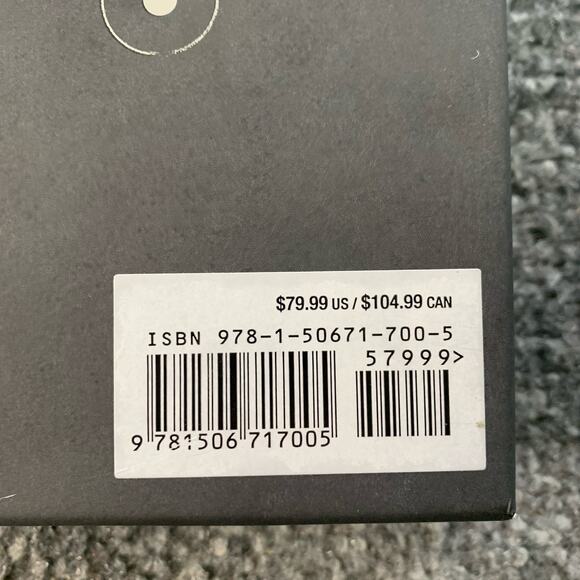 $79.99 US / $104.99 CAN
ISBN 978-1-50671-700-5
57999>
9 781506 717005